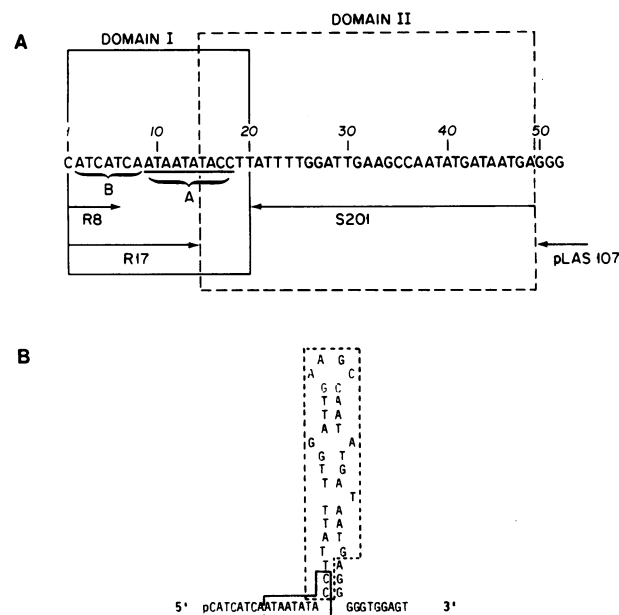 A
DOMAIN I
DOMAIN II
1 10 20 30 40 50
CATCATCAATAATATACCTTATTTTGGATTGAAGCCAATATGATAATGAGGG
B A
R8 S201
R17 pLAS 107
B
A G
A C
G C
T A
T A
A T
G A
G T
T G
T A
T
T A
T A
A T
T G
T A
C G
C G
5' pCATCATCAATAATATA GGGTGGAGT 3'